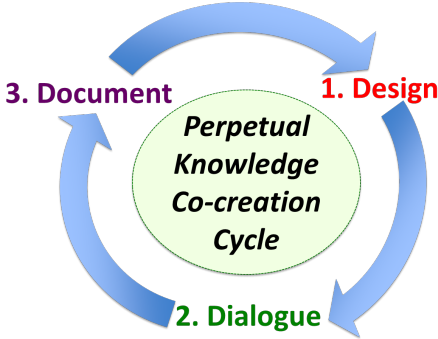 3. Document
1. Design
Perpetual
Knowledge
Co-creation
Cycle
2. Dialogue